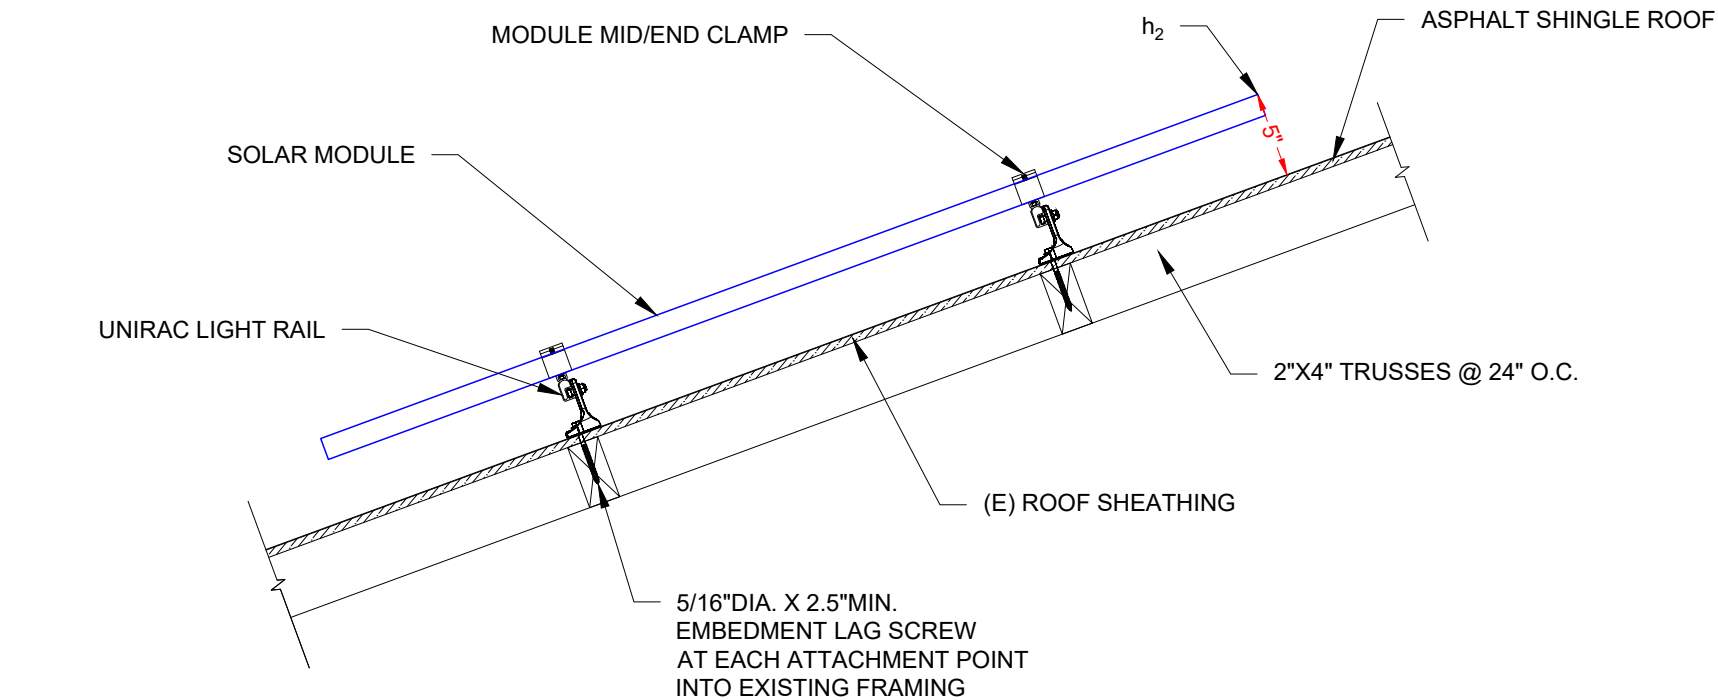 ASPHALT SHINGLE ROOF
h₂
MODULE MID/END CLAMP
5"
SOLAR MODULE
UNIRAC LIGHT RAIL
2"X4" TRUSSES @ 24" O.C.
(E) ROOF SHEATHING
5/16"DIA. X 2.5"MIN.
EMBEDMENT LAG SCREW
AT EACH ATTACHMENT POINT
INTO EXISTING FRAMING